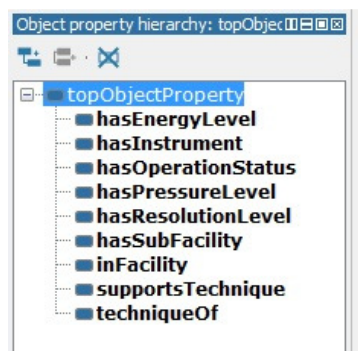 Object property hierarchy: topObjec
topObjectProperty
hasEnergyLevel
hasInstrument
hasOperationStatus
hasPressureLevel
hasResolutionLevel
hasSubFacility
inFacility
supportsTechnique
techniqueOf